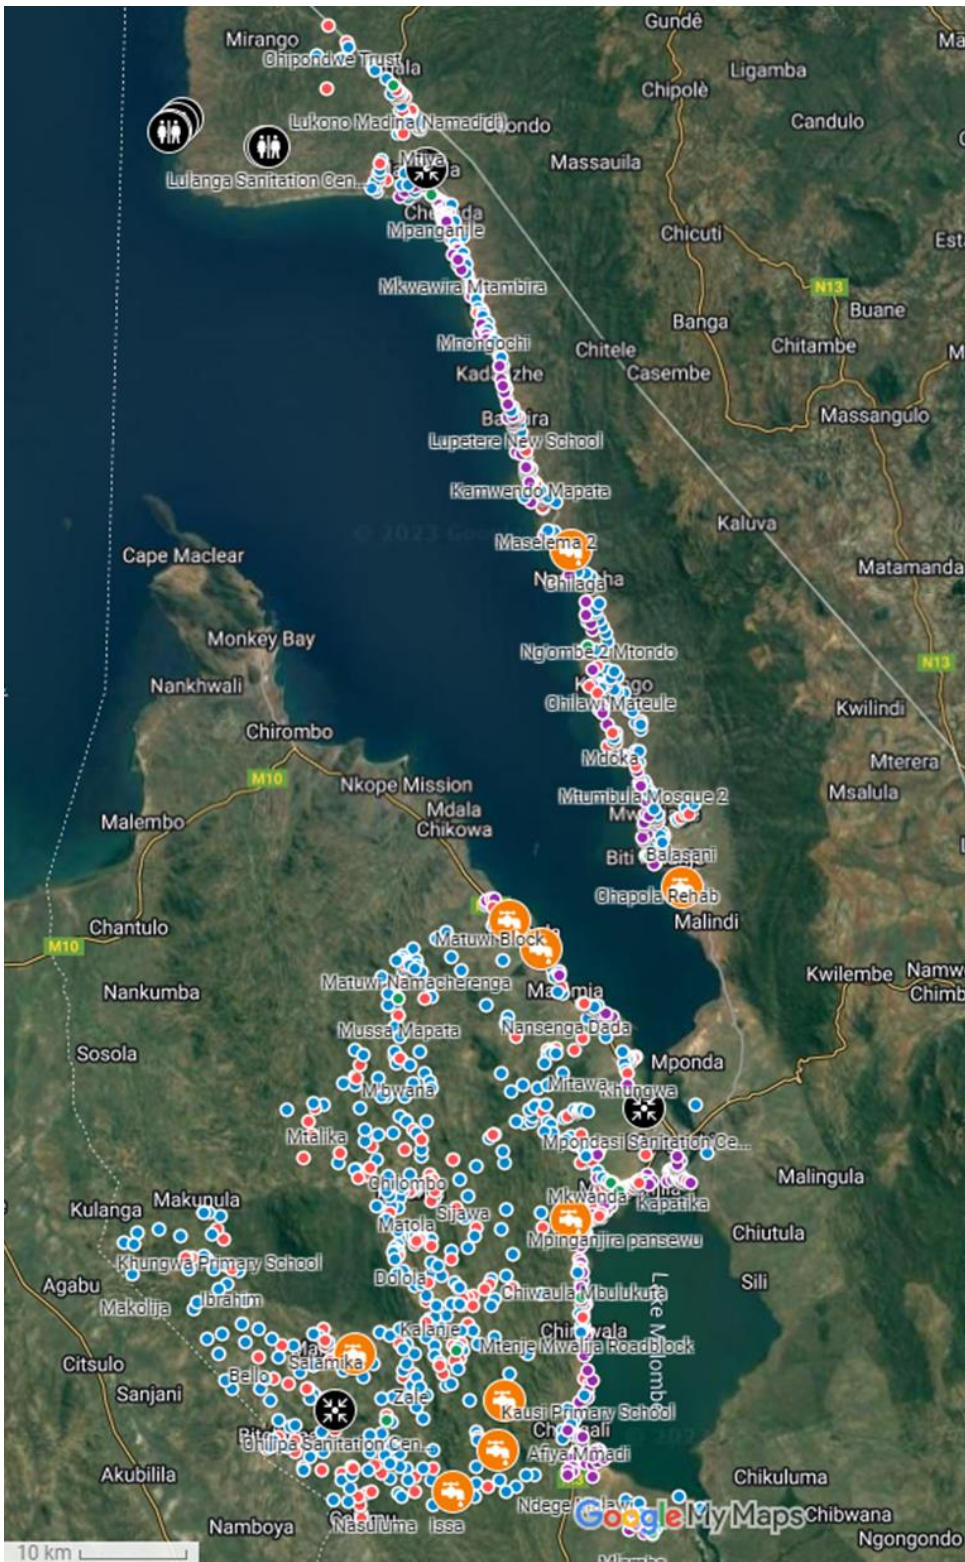 Gundê
Mirango
Chipondwe Trust
Ligamba
Chipolè
Candulo
Lukono Madina(Namadidi)
Massauila
Mtiya
Lulanga Sanitation Cen...
Chicuti
Mpanganjle
N13
Mkwawira Mtambira
Buane
Banga
Mnongochi
Chitele
Chitambe
Casembe
Massangulo
Lupetere New School
Kamwendo Mapata
Kaluva
Maselema 2
Cape Maclear
Matamanda
Chilaga
Monkey Bay
Ng'ombe 2 Mtondo
N13
Nankhwali
Chilawi Mateule
Kwilindi
Chirombo
Mdoka
Mterera
M10
Nkope Mission
Msalula
Mtumbula Mosque 2
Mdala
Chikowa
Malembo
Balasani
Chapola Rehab
Malindi
Chantulo
Matuwi Block
M10
Kwilembe
Matuwi Namacherenga
Nankumba
Mussa Mapata
Nansenga Dada
Sosola
Mponda
Mbwana
Mitawa
Khungwa
Mtalika
Mpondasi Sanitation Ce...
Chilombo
Malingula
Makunula
Mkwanda
Kapatika
Kulanga
Matola
Sijawa
Mpinganjira pansewu
Chiutula
Khungwa Primary School
Dolola
Agabu
Sili
Makolija
Ibrahim
Chiwaula Mbulukuta
Kalanje
Mtenje Mwalija Roadblock
Citsulo
Salamika
Bello
Sanjani
Zale
Kausi Primary School
Chilipa Sanitation Cen...
Afiya Mmadi
Akubilila
Chikuluma
Namboya
Nasuluma
Issa
Google My Maps
Chibwana
Ngongondo
10 km